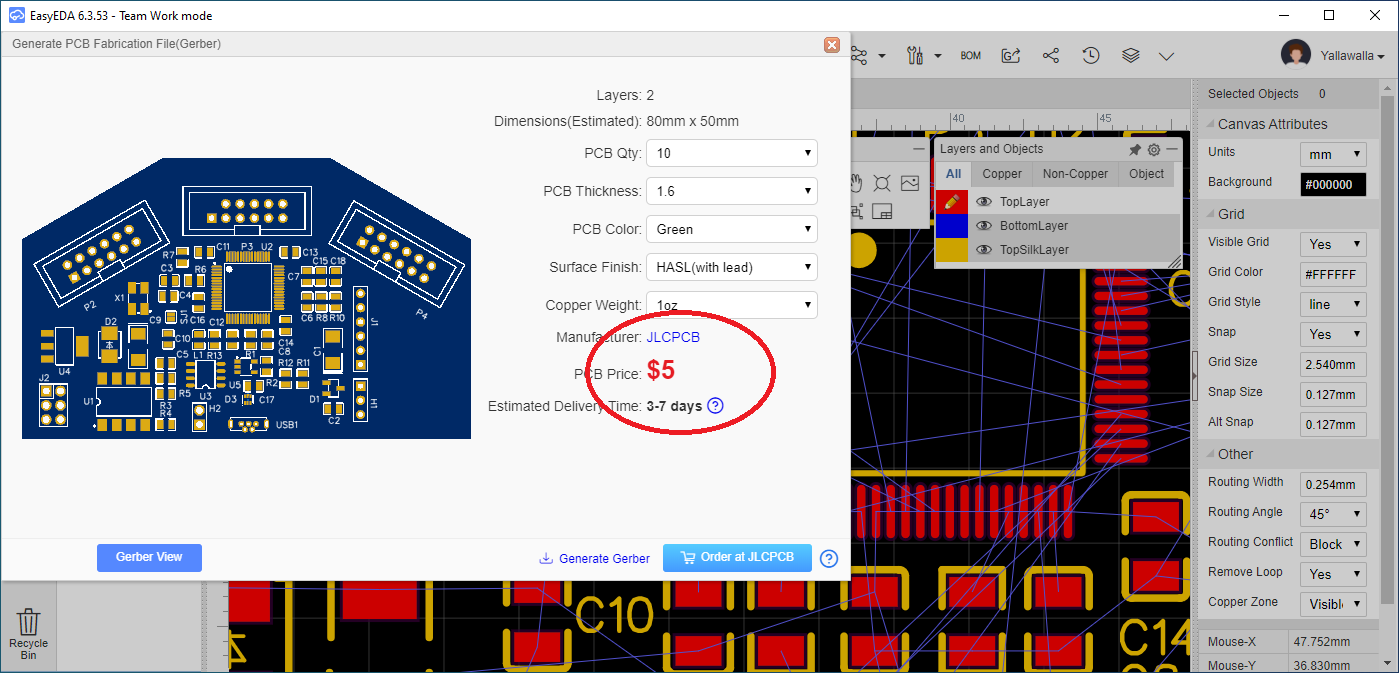 EasyEDA 6.3.53 - Team Work mode
Generate PCB Fabrication File(Gerber)
BOM
Yallawalla
Layers: 2
Dimensions(Estimated): 80mm x 50mm
PCB Qty: 10
PCB Thickness: 1.6
PCB Color: Green
Surface Finish: HASL(with lead)
Copper Weight: 1oz
Manufacturer: JLCPCB
PCB Price: $5
Estimated Delivery Time: 3-7 days ?
Gerber View
Generate Gerber
Order at JLCPCB
?
C11 P3 U2 C13
R7
C15 C18
C3 R6
C7
P2
X1
C4
P4
C9
C16 C12
C6 R8 R10
J1
D2
C10
C14
C8
C1
U4
C5 L1 R13
R1
R12 R11
J2
U5
R2
U1
R5
U3
D3
C17
D1
H1
R3
H2
R4
USB1
C2
40
45
Layers and Objects
All Copper Non-Copper Object
TopLayer
BottomLayer
TopSilkLayer
C10
C14
Selected Objects 0
Canvas Attributes
Units mm
Background #000000
Grid
Visible Grid Yes
Grid Color #FFFFFF
Grid Style line
Snap Yes
Grid Size 2.540mm
Snap Size 0.127mm
Alt Snap 0.127mm
Other
Routing Width 0.254mm
Routing Angle 45°
Routing Conflict Block
Remove Loop Yes
Copper Zone
Mouse-X 47.752mm
Mouse-Y 36.830mm
Recycle
Bin